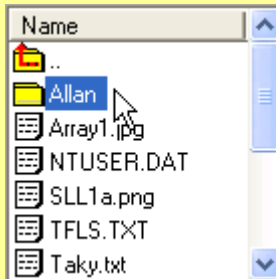 Name
..
Allan
Array1.jpg
NTUSER.DAT
SLL1a.png
TFLS.TXT
Taky.txt